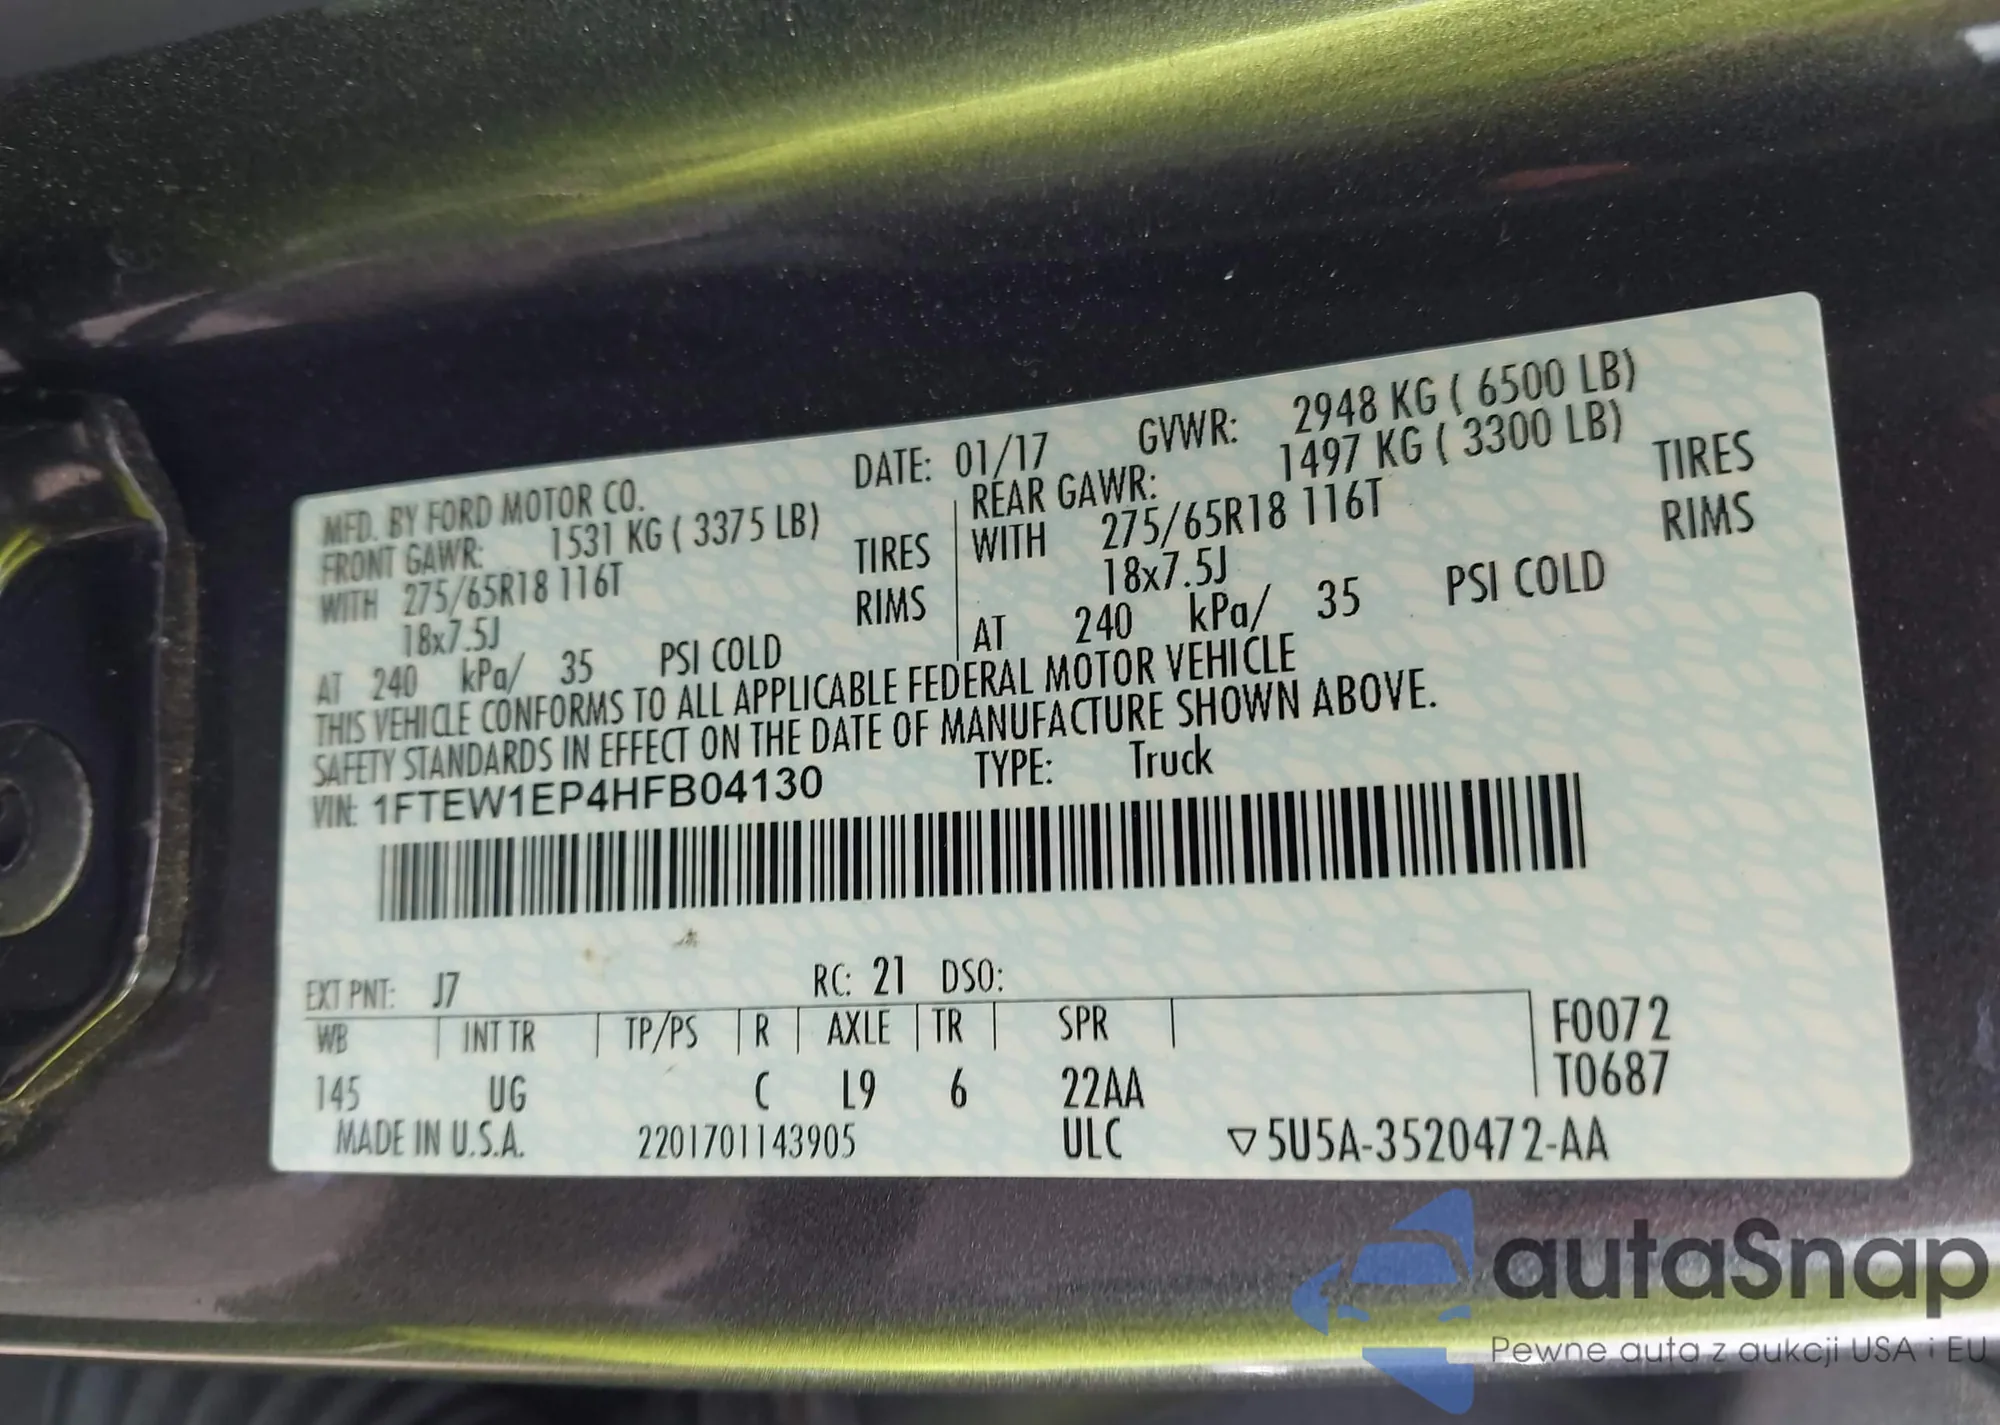 MFD. BY FORD MOTOR CO. DATE: 01/17 GVWR: 2948 KG ( 6500 LB)
FRONT GAWR: 1531 KG ( 3375 LB) REAR GAWR: 1497 KG ( 3300 LB)
WITH 275/65R18 116T TIRES WITH 275/65R18 116T TIRES
18x7.5J RIMS 18x7.5J RIMS
AT 240 kPa/ 35 PSI COLD AT 240 kPa/ 35 PSI COLD
THIS VEHICLE CONFORMS TO ALL APPLICABLE FEDERAL MOTOR VEHICLE
SAFETY STANDARDS IN EFFECT ON THE DATE OF MANUFACTURE SHOWN ABOVE.
VIN: 1FTEW1EP4HFB04130 TYPE: Truck
EXT PNT: J7 RC: 21 DSO:
WB INT TR TP/PS R AXLE TR SPR F0072
145 UG C L9 6 22AA T0687
MADE IN U.S.A. 2201701143905 ULC ▽5U5A-3520472-AA
autaSnap
Pewne auta z aukcji USA i EU